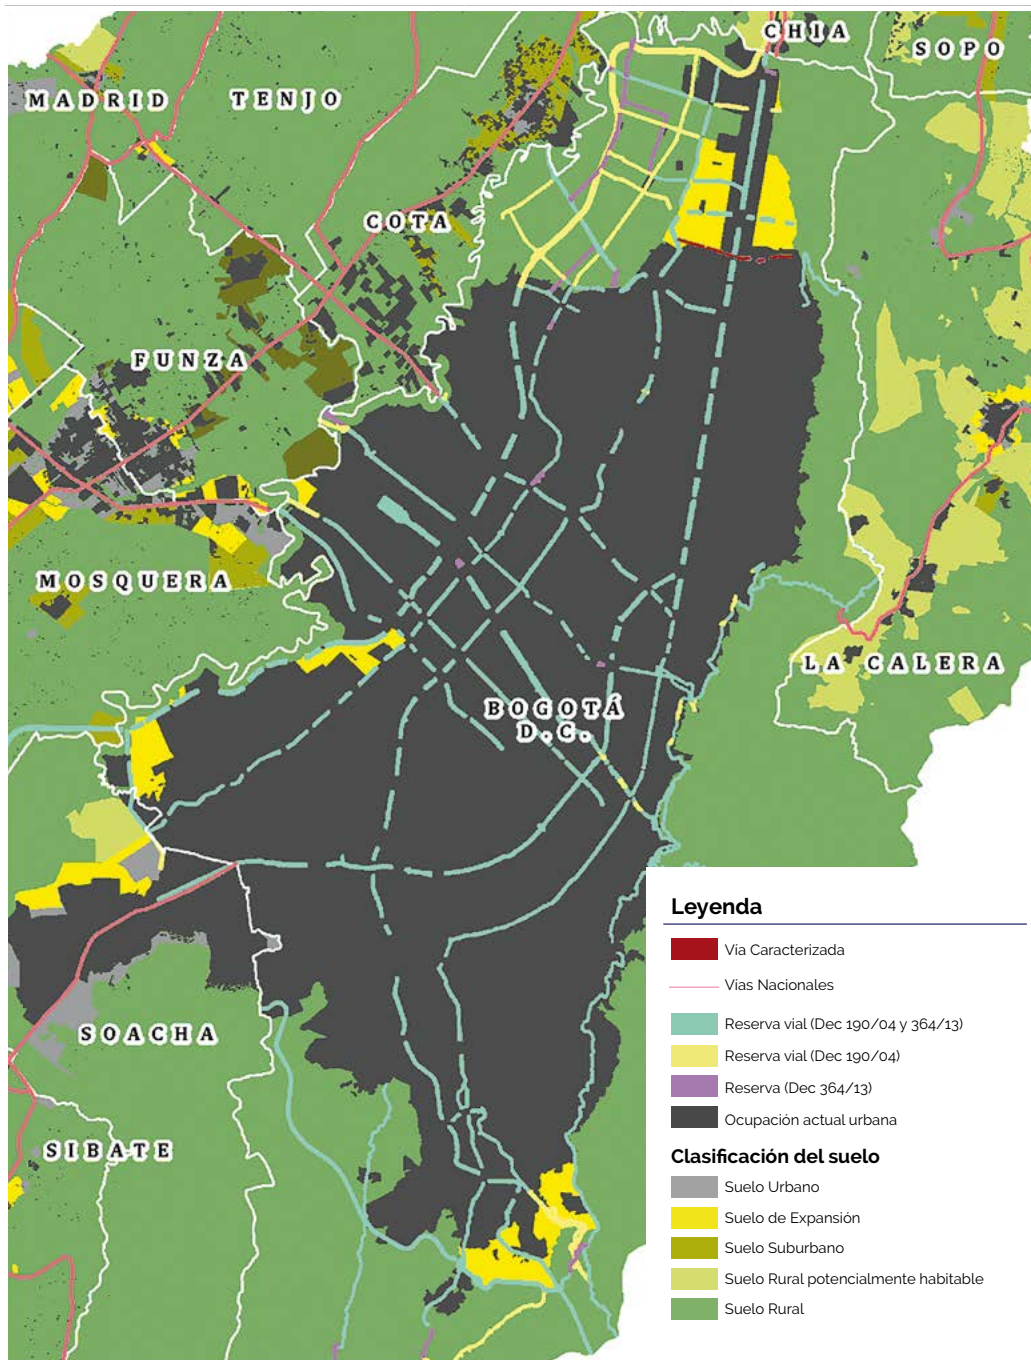 CHIA
SOPO
MADRID
TENJO
COTA
FUNZA
MOSQUERA
LA CALERA
BOGOTÁ
D.C.
SOACHA
SIBATE
Leyenda
Vía Caracterizada
Vías Nacionales
Reserva vial (Dec 190/04 y 364/13)
Reserva vial (Dec 190/04)
Reserva (Dec 364/13)
Ocupación actual urbana
Clasificación del suelo
Suelo Urbano
Suelo de Expansión
Suelo Suburbano
Suelo Rural potencialmente habitable
Suelo Rural